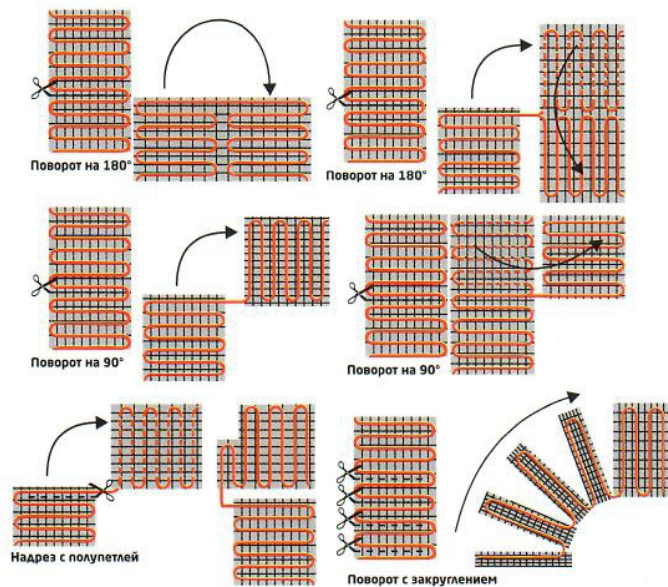 Поворот на 180°
Поворот на 180°
Поворот на 90°
Поворот на 90°
Надрез с полупетлей
Поворот с закруглением